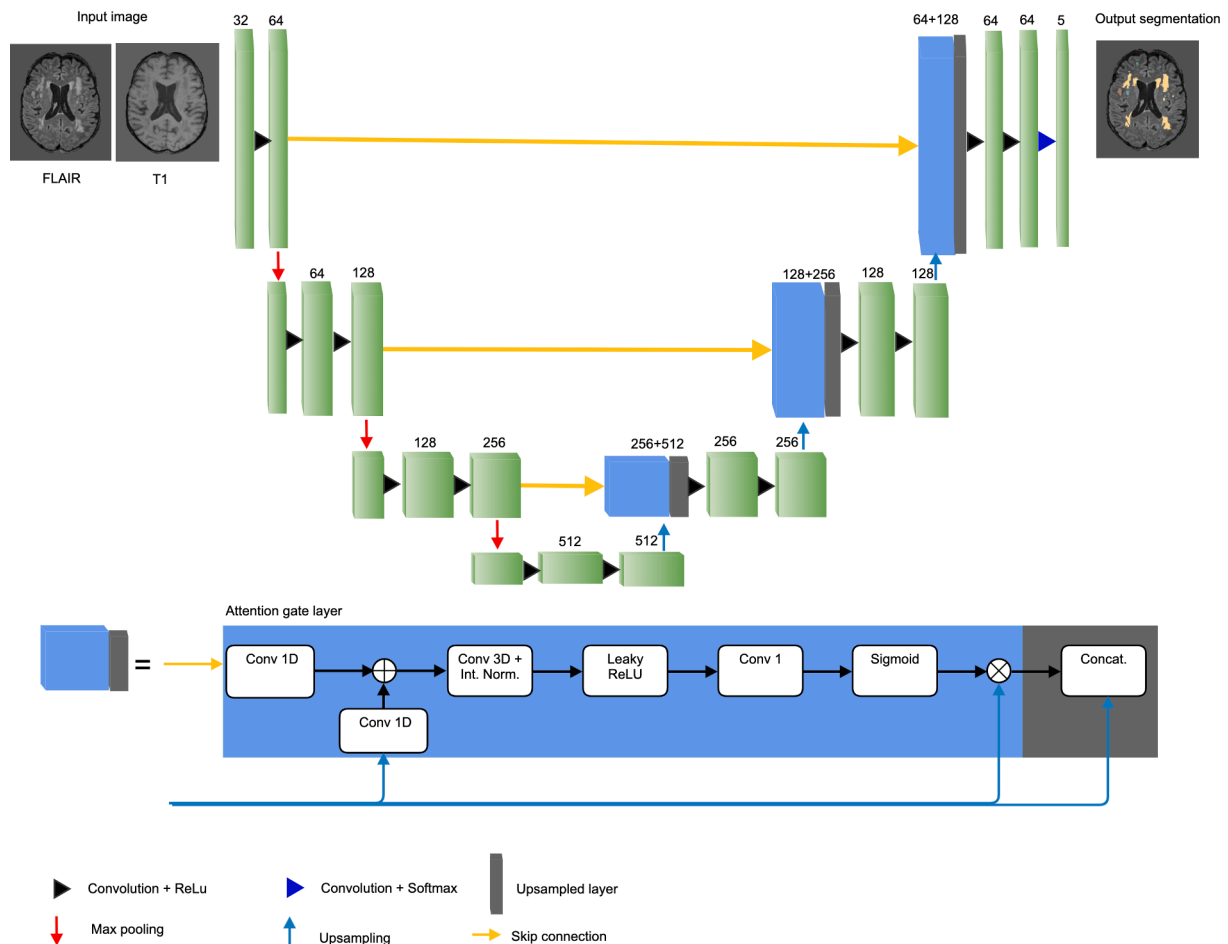 Input image
32
64
64+128
64
64
5
Output segmentation
FLAIR
T1
64
128
128+256
128
128
128
256
256+512
256
256
512
512
Attention gate layer
=
Conv 1D
Conv 3D +
Int. Norm.
Leaky
ReLU
Conv 1
Sigmoid
Concat.
Conv 1D
Convolution + ReLu
Convolution + Softmax
Upsampled layer
Max pooling
Upsampling
Skip connection